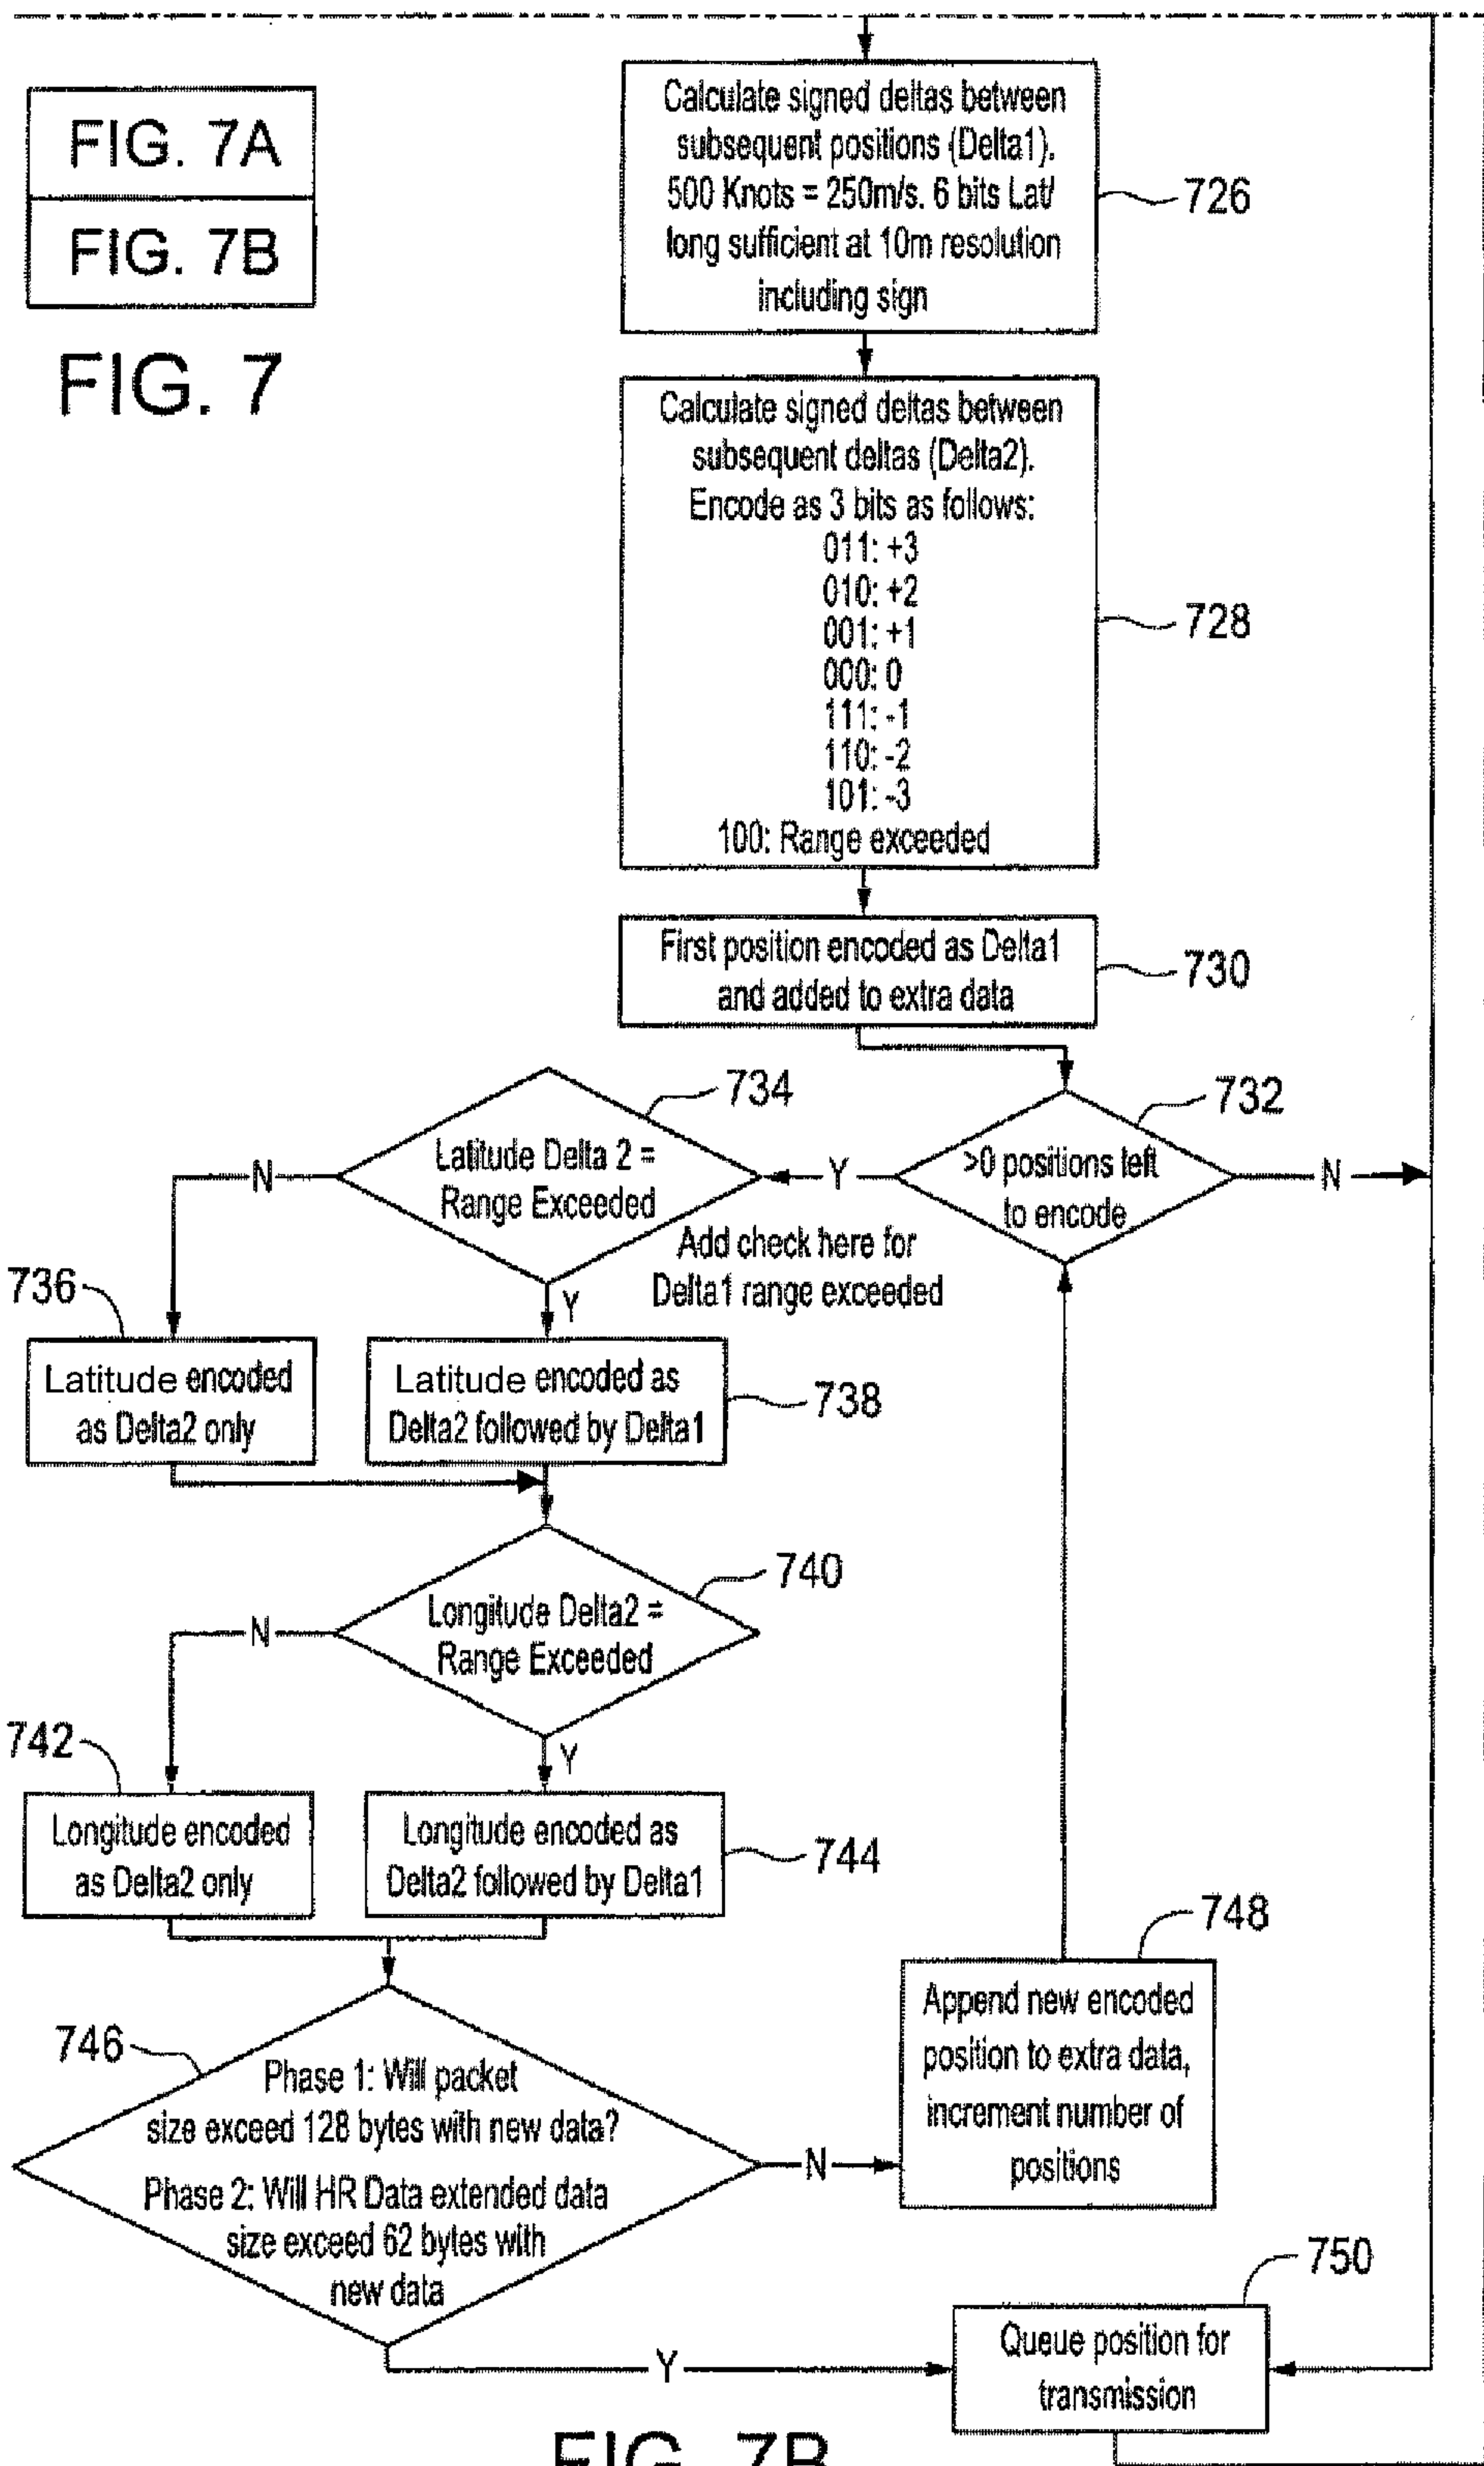 FIG. 7A
FIG. 7B
FIG. 7
Calculate signed deltas between
subsequent positions (Delta1).
500 Knots = 250m/s. 6 bits Lat/
long sufficient at 10m resolution
including sign
726
Calculate signed deltas between
subsequent deltas (Delta2).
Encode as 3 bits as follows:
011: +3
010: +2
001: +1
000: 0
111: -1
110: -2
101: -3
100: Range exceeded
728
First position encoded as Delta1
and added to extra data
730
732
>0 positions left
to encode
Y
N
734
Latitude Delta 2 =
Range Exceeded
N
Y
Add check here for
Delta1 range exceeded
736
Latitude encoded
as Delta2 only
Latitude encoded as
Delta2 followed by Delta1
738
740
Longitude Delta2 =
Range Exceeded
N
Y
742
Longitude encoded
as Delta2 only
Longitude encoded as
Delta2 followed by Delta1
744
746
Phase 1: Will packet
size exceed 128 bytes with new data?
Phase 2: Will HR Data extended data
size exceed 62 bytes with
new data
N
Y
748
Append new encoded
position to extra data,
increment number of
positions
750
Queue position for
transmission
FIG. 7B